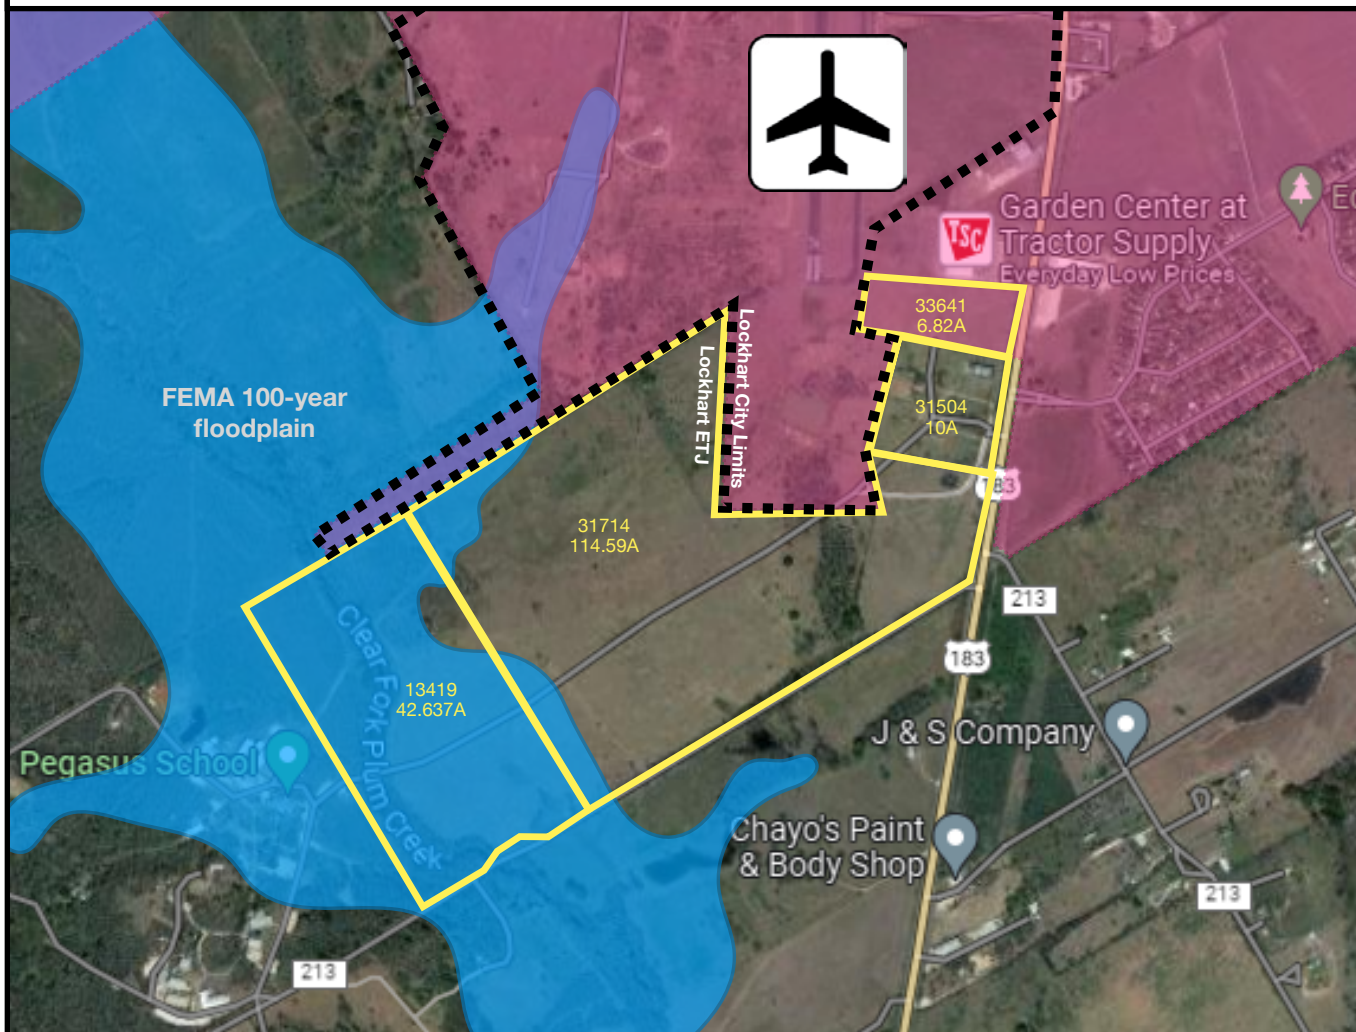 Garden Center at
Tractor Supply
Everyday Low Prices
TSC
33641
6.82A
Lockhart City Limits
Lockhart ETJ
FEMA 100-year
floodplain
31504
10A
183
31714
114.59A
213
183
Clear Fork Plum Creek
13419
42.637A
J & S Company
Pegasus School
Chayo's Paint
& Body Shop
213
213